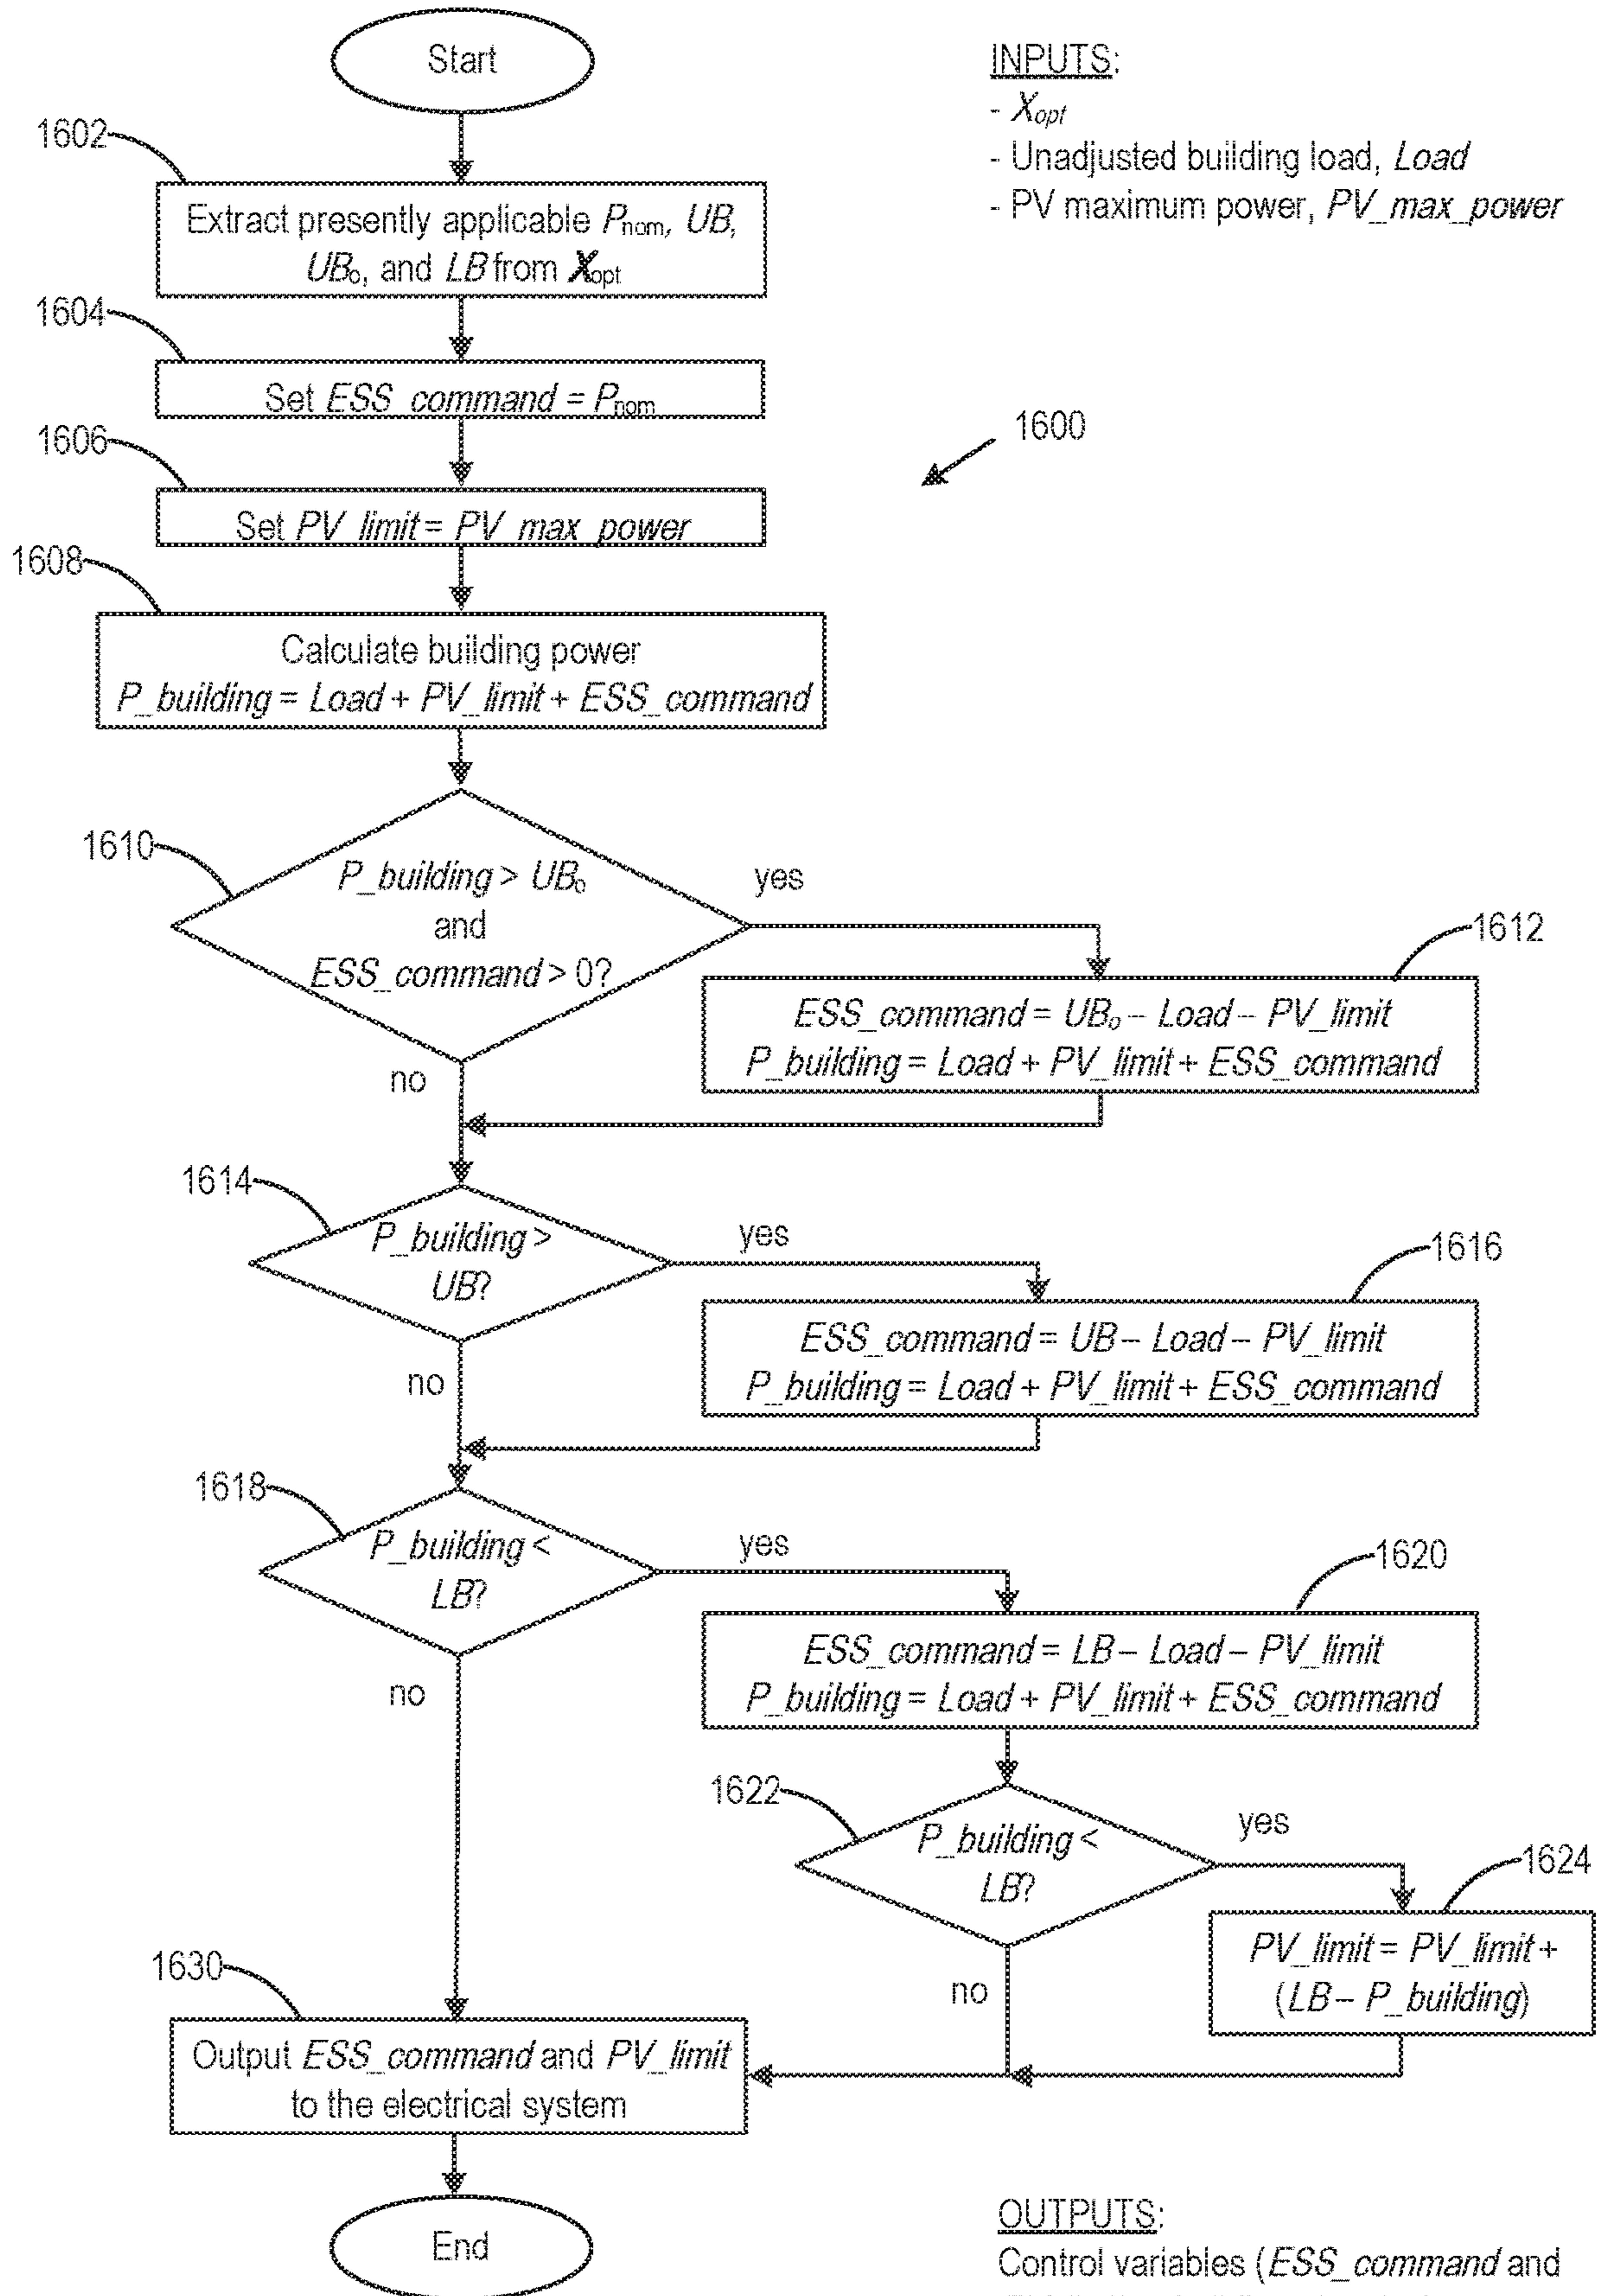 Start
INPUTS:
- Xopt
- Unadjusted building load, Load
- PV maximum power, PV_max_power
1602
Extract presently applicable Pnom, UB,
UBo, and LB from Xopt
1604
Set ESS_command = Pnom
1600
1606
Set PV_limit = PV_max_power
1608
Calculate building power
P_building = Load + PV_limit + ESS_command
1610
P_building > UBo
and
ESS_command > 0?
yes
no
1612
ESS_command = UBo – Load – PV_limit
P_building = Load + PV_limit + ESS_command
1614
P_building >
UB?
yes
no
1616
ESS_command = UB – Load – PV_limit
P_building = Load + PV_limit + ESS_command
1618
P_building <
LB?
yes
no
1620
ESS_command = LB – Load – PV_limit
P_building = Load + PV_limit + ESS_command
1622
P_building <
LB?
yes
no
1624
PV_limit = PV_limit +
(LB – P_building)
1630
Output ESS_command and PV_limit
to the electrical system
End
OUTPUTS:
Control variables (ESS_command and